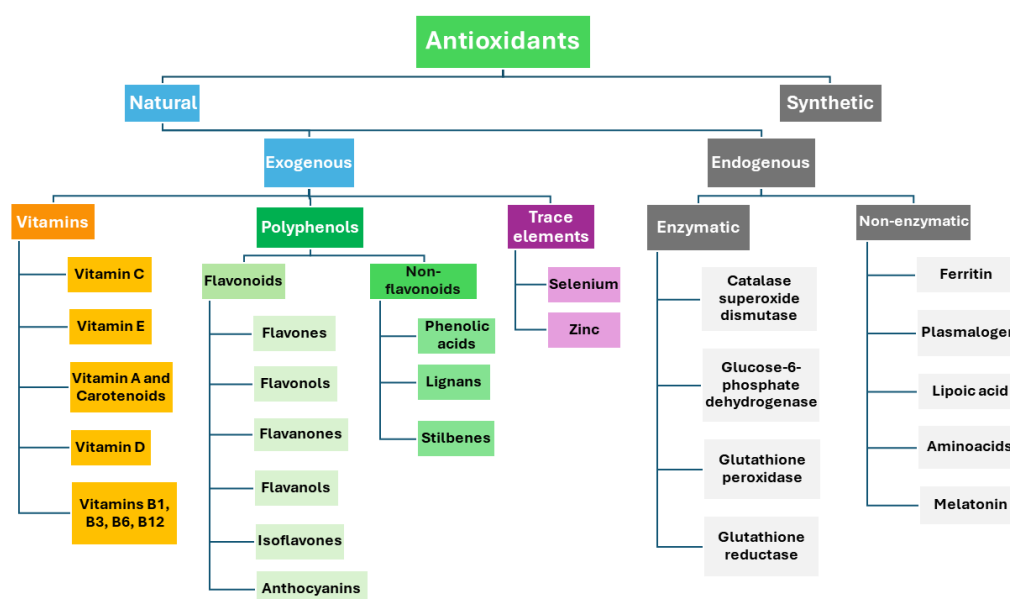 Antioxidants
Natural
Synthetic
Exogenous
Endogenous
Vitamins
Polyphenols
Trace
elements
Enzymatic
Non-enzymatic
Vitamin C
Vitamin E
Vitamin A and
Carotenoids
Vitamin D
Vitamins B1,
B3, B6, B12
Flavonoids
Flavones
Flavonols
Flavanones
Flavanols
Isoflavones
Anthocyanins
Non-
flavonoids
Phenolic
acids
Lignans
Stilbenes
Selenium
Zinc
Catalase
superoxide
dismutase
Glucose-6-
phosphate
dehydrogenase
Glutathione
peroxidase
Glutathione
reductase
Ferritin
Plasmalogen
Lipoic acid
Aminoacids
Melatonin